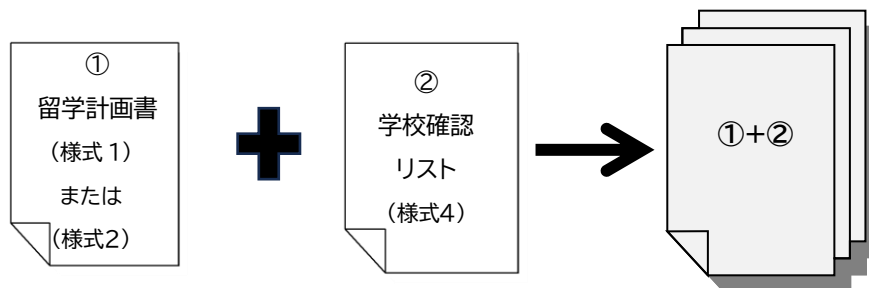 ①
留学計画書
(様式1)
または
(様式2)
②
学校確認
リスト
(様式4)
①+②